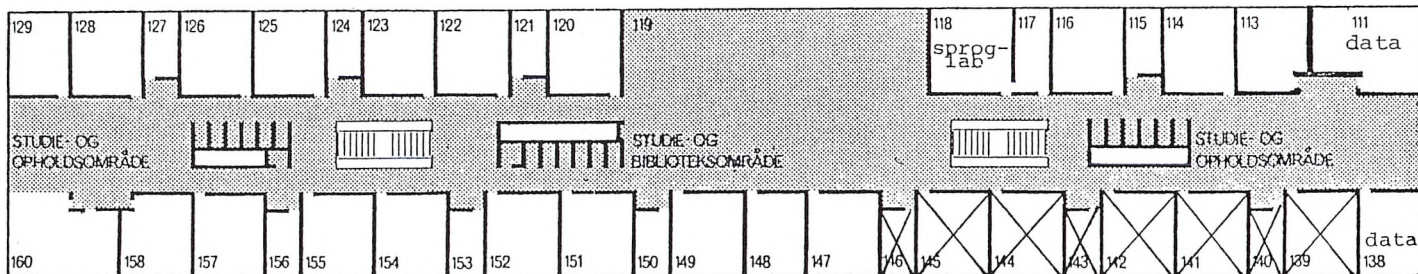 129 128 127 126 125 124 123 122 121 120 119 118 117 116 115 114 113 111
sprog-
lab
data
STUDIE- OG
OPHOLDSOMRÅDE
STUDIE- OG
BIBLIOTEKSOMRÅDE
STUDIE- OG
OPHOLDSOMRÅDE
data
160 158 157 156 155 154 153 152 151 150 149 148 147 146 145 144 143 142 141 140 139 138